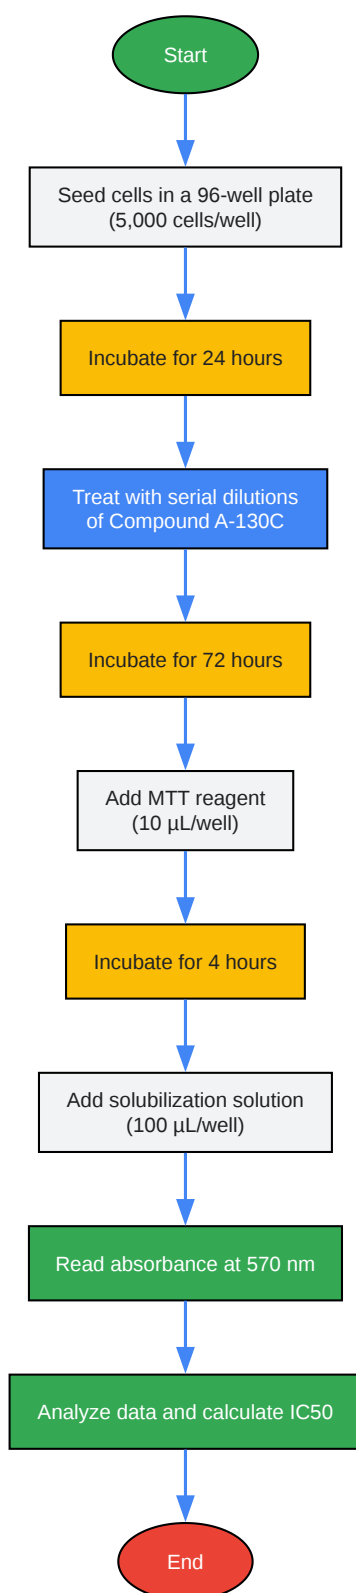 Start
Seed cells in a 96-well plate
(5,000 cells/well)
Incubate for 24 hours
Treat with serial dilutions
of Compound A-130C
Incubate for 72 hours
Add MTT reagent
(10 µL/well)
Incubate for 4 hours
Add solubilization solution
(100 µL/well)
Read absorbance at 570 nm
Analyze data and calculate IC50
End